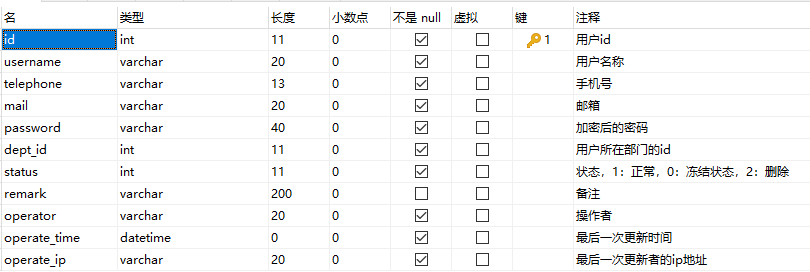 名 类型 长度 小数点 不是 null 虚拟 键 注释
id int 11 0 1 用户id
username varchar 20 0 用户名称
telephone varchar 13 0 手机号
mail varchar 20 0 邮箱
password varchar 40 0 加密后的密码
dept_id int 11 0 用户所在部门的id
status int 11 0 状态，1：正常，0：冻结状态，2：删除
remark varchar 200 0 备注
operator varchar 20 0 操作者
operate_time datetime 0 0 最后一次更新时间
operate_ip varchar 20 0 最后一次更新者的ip地址